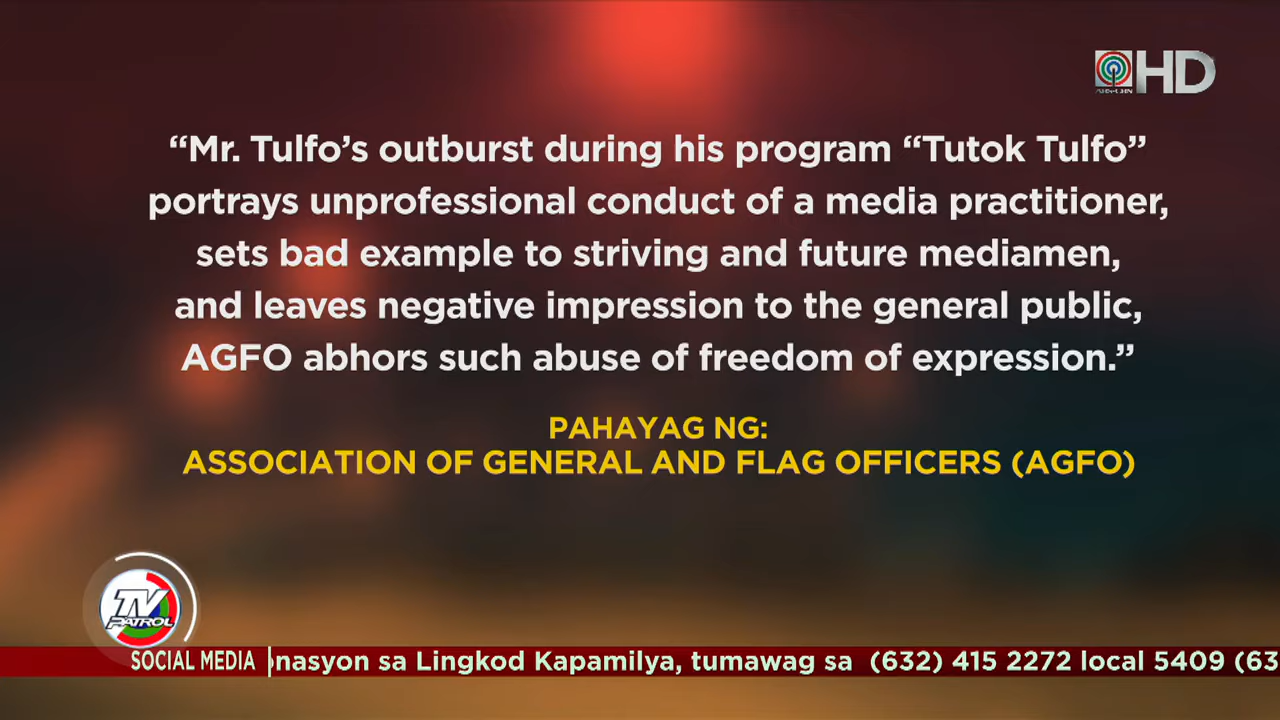 HD
“Mr. Tulfo’s outburst during his program “Tutok Tulfo”
portrays unprofessional conduct of a media practitioner,
sets bad example to striving and future mediamen,
and leaves negative impression to the general public,
AGFO abhors such abuse of freedom of expression.”
PAHAYAG NG:
ASSOCIATION OF GENERAL AND FLAG OFFICERS (AGFO)
TV
PATROL
SOCIAL MEDIA
nasyon sa Lingkod Kapamilya, tumawag sa (632) 415 2272 local 5409 (63